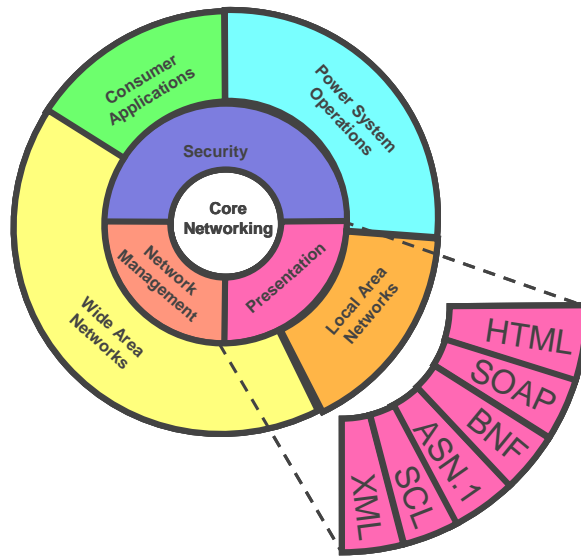 Consumer
Applications
Power System
Operations
Security
Core
Networking
Network
Management
Presentation
Wide Area
Networks
Local Area
Networks
HTML
SOAP
BNF
ASN.1
SCL
XML